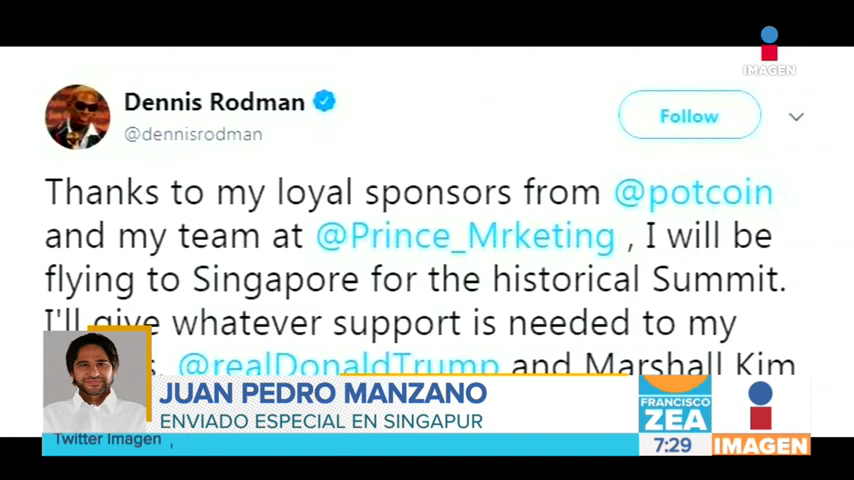 IMAGEN
Dennis Rodman
@dennisrodman
Follow
Thanks to my loyal sponsors from @potcoin
and my team at @Prince_Mrketing , I will be
flying to Singapore for the historical Summit.
I'll give whatever support is needed to my
@realDonaldTrump and Marshall Kim
JUAN PEDRO MANZANO
ENVIADO ESPECIAL EN SINGAPUR
Twitter Imagen
FRANCISCO
ZEA
7:29
IMAGEN